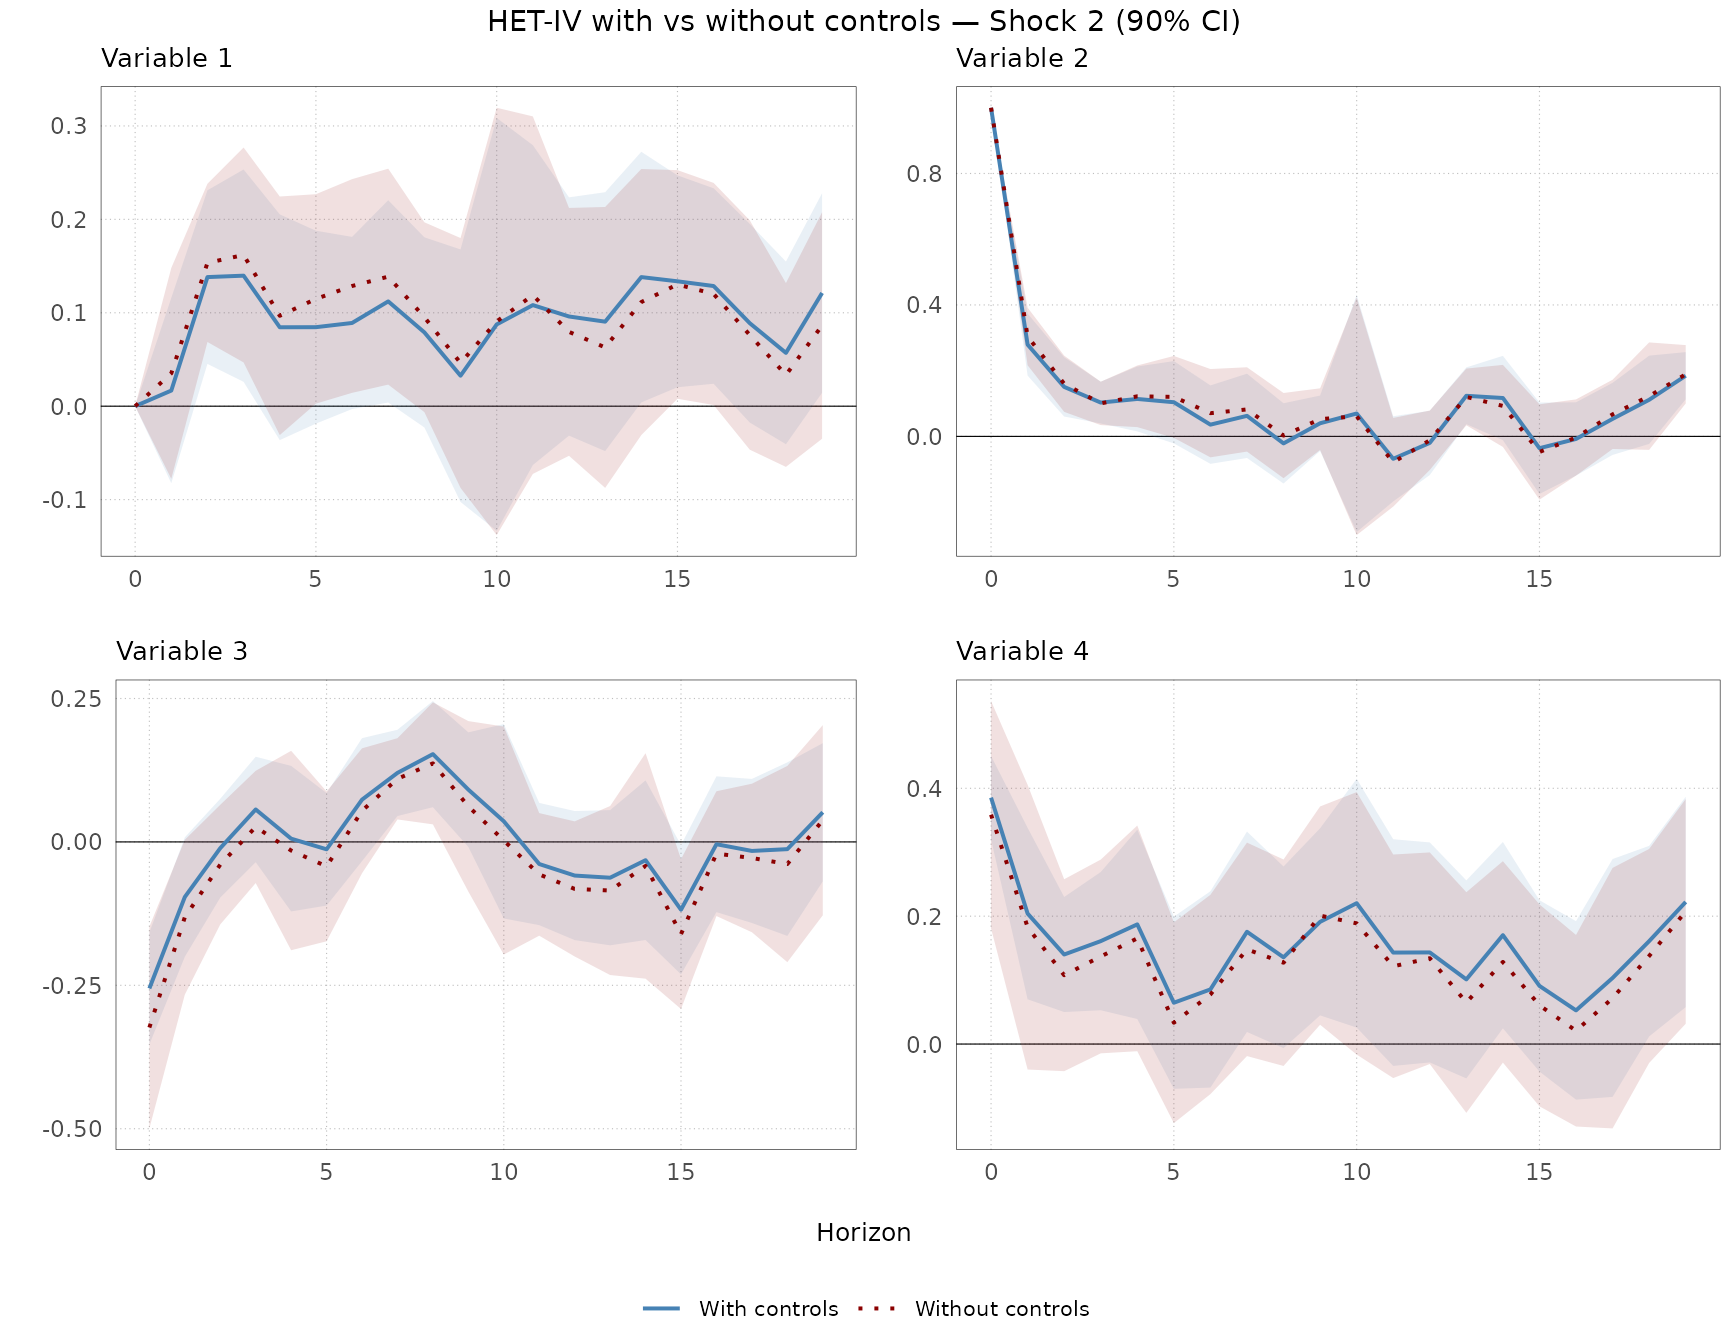 HET-IV with vs without controls — Shock 2 (90% CI)
Variable 1
Variable 2
0.3
0.2
0.1
0.0
-0.1
0 5 10 15
0.8
0.4
0.0
0 5 10 15
Variable 3
Variable 4
0.25
0.00
-0.25
-0.50
0 5 10 15
0.4
0.2
0.0
0 5 10 15
Horizon
With controls Without controls